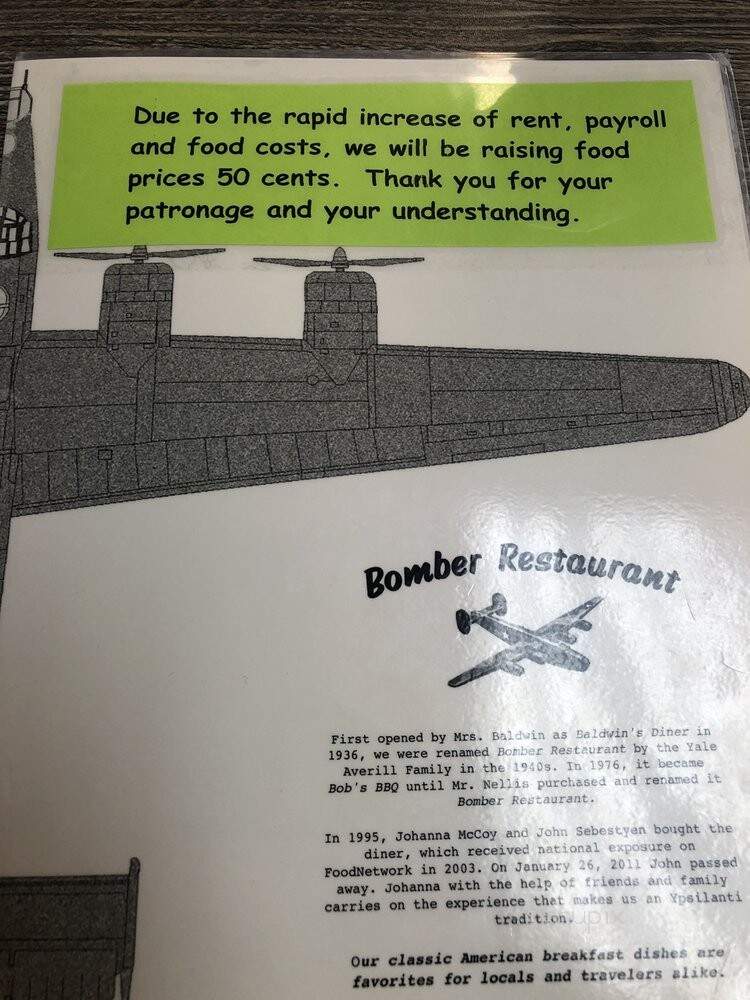 Due to the rapid increase of rent, payroll
and food costs, we will be raising food
prices 50 cents. Thank you for your
patronage and your understanding.
Bomber Restaurant
First opened by Mrs. Baldwin as Baldwin's Diner in
1936, we were renamed Bomber Restaurant by the Yale
Averill Family in the 1940s. In 1976, it became
Bob's BBQ until Mr. Nellis purchased and renamed it
Bomber Restaurant.
In 1995, Johanna McCoy and John Sebestyen bought the
diner, which received national exposure on
FoodNetwork in 2003. On January 26, 2011 John passed
away. Johanna with the help of friends and family
carries on the experience that makes us an Ypsilanti
tradition.
Our classic American breakfast dishes are
favorites for locals and travelers alike.